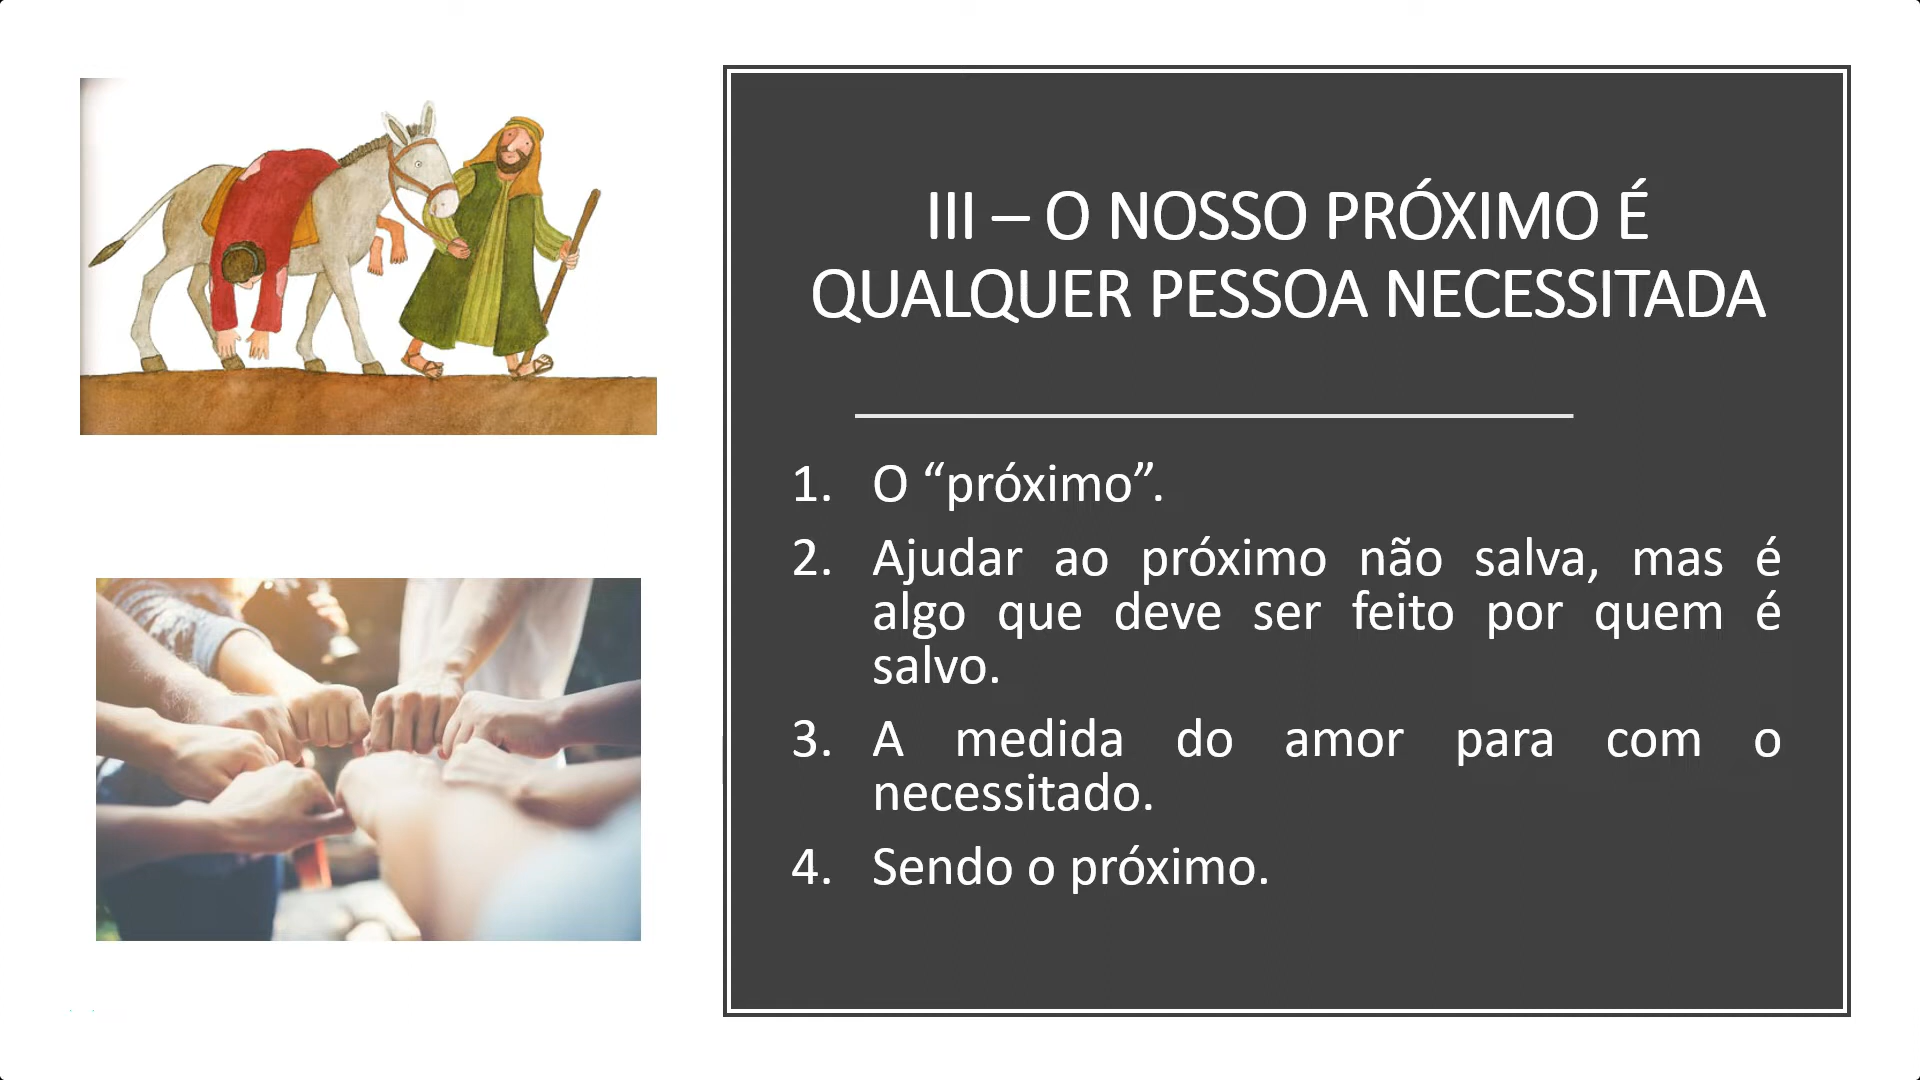 III – O NOSSO PRÓXIMO É
QUALQUER PESSOA NECESSITADA
1. O “próximo”.
2. Ajudar ao próximo não salva, mas é
algo que deve ser feito por quem é
salvo.
3. A medida do amor para com o
necessitado.
4. Sendo o próximo.